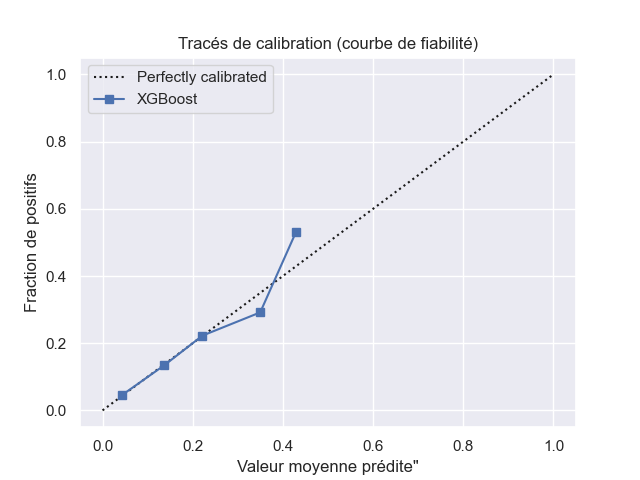 Tracés de calibration (courbe de fiabilité)
Perfectly calibrated
XGBoost
Fraction de positifs
1.0
0.8
0.6
0.4
0.2
0.0
0.0 0.2 0.4 0.6 0.8 1.0
Valeur moyenne prédite"